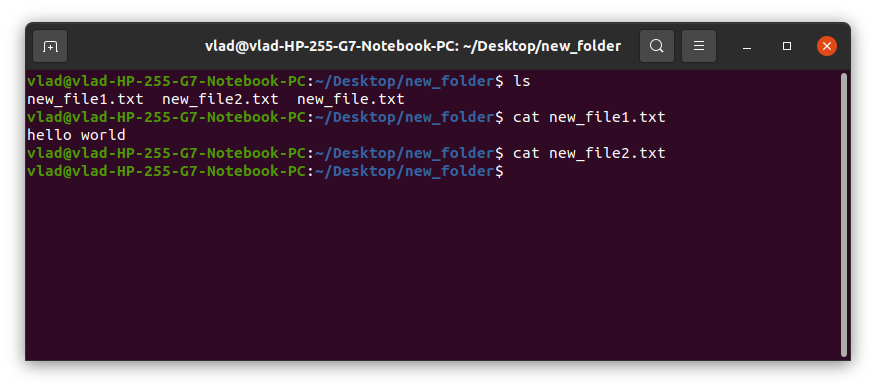 vlad@vlad-HP-255-G7-Notebook-PC: ~/Desktop/new_folder
vlad@vlad-HP-255-G7-Notebook-PC:~/Desktop/new_folder$ ls
new_file1.txt  new_file2.txt  new_file.txt
vlad@vlad-HP-255-G7-Notebook-PC:~/Desktop/new_folder$ cat new_file1.txt
hello world
vlad@vlad-HP-255-G7-Notebook-PC:~/Desktop/new_folder$ cat new_file2.txt
vlad@vlad-HP-255-G7-Notebook-PC:~/Desktop/new_folder$